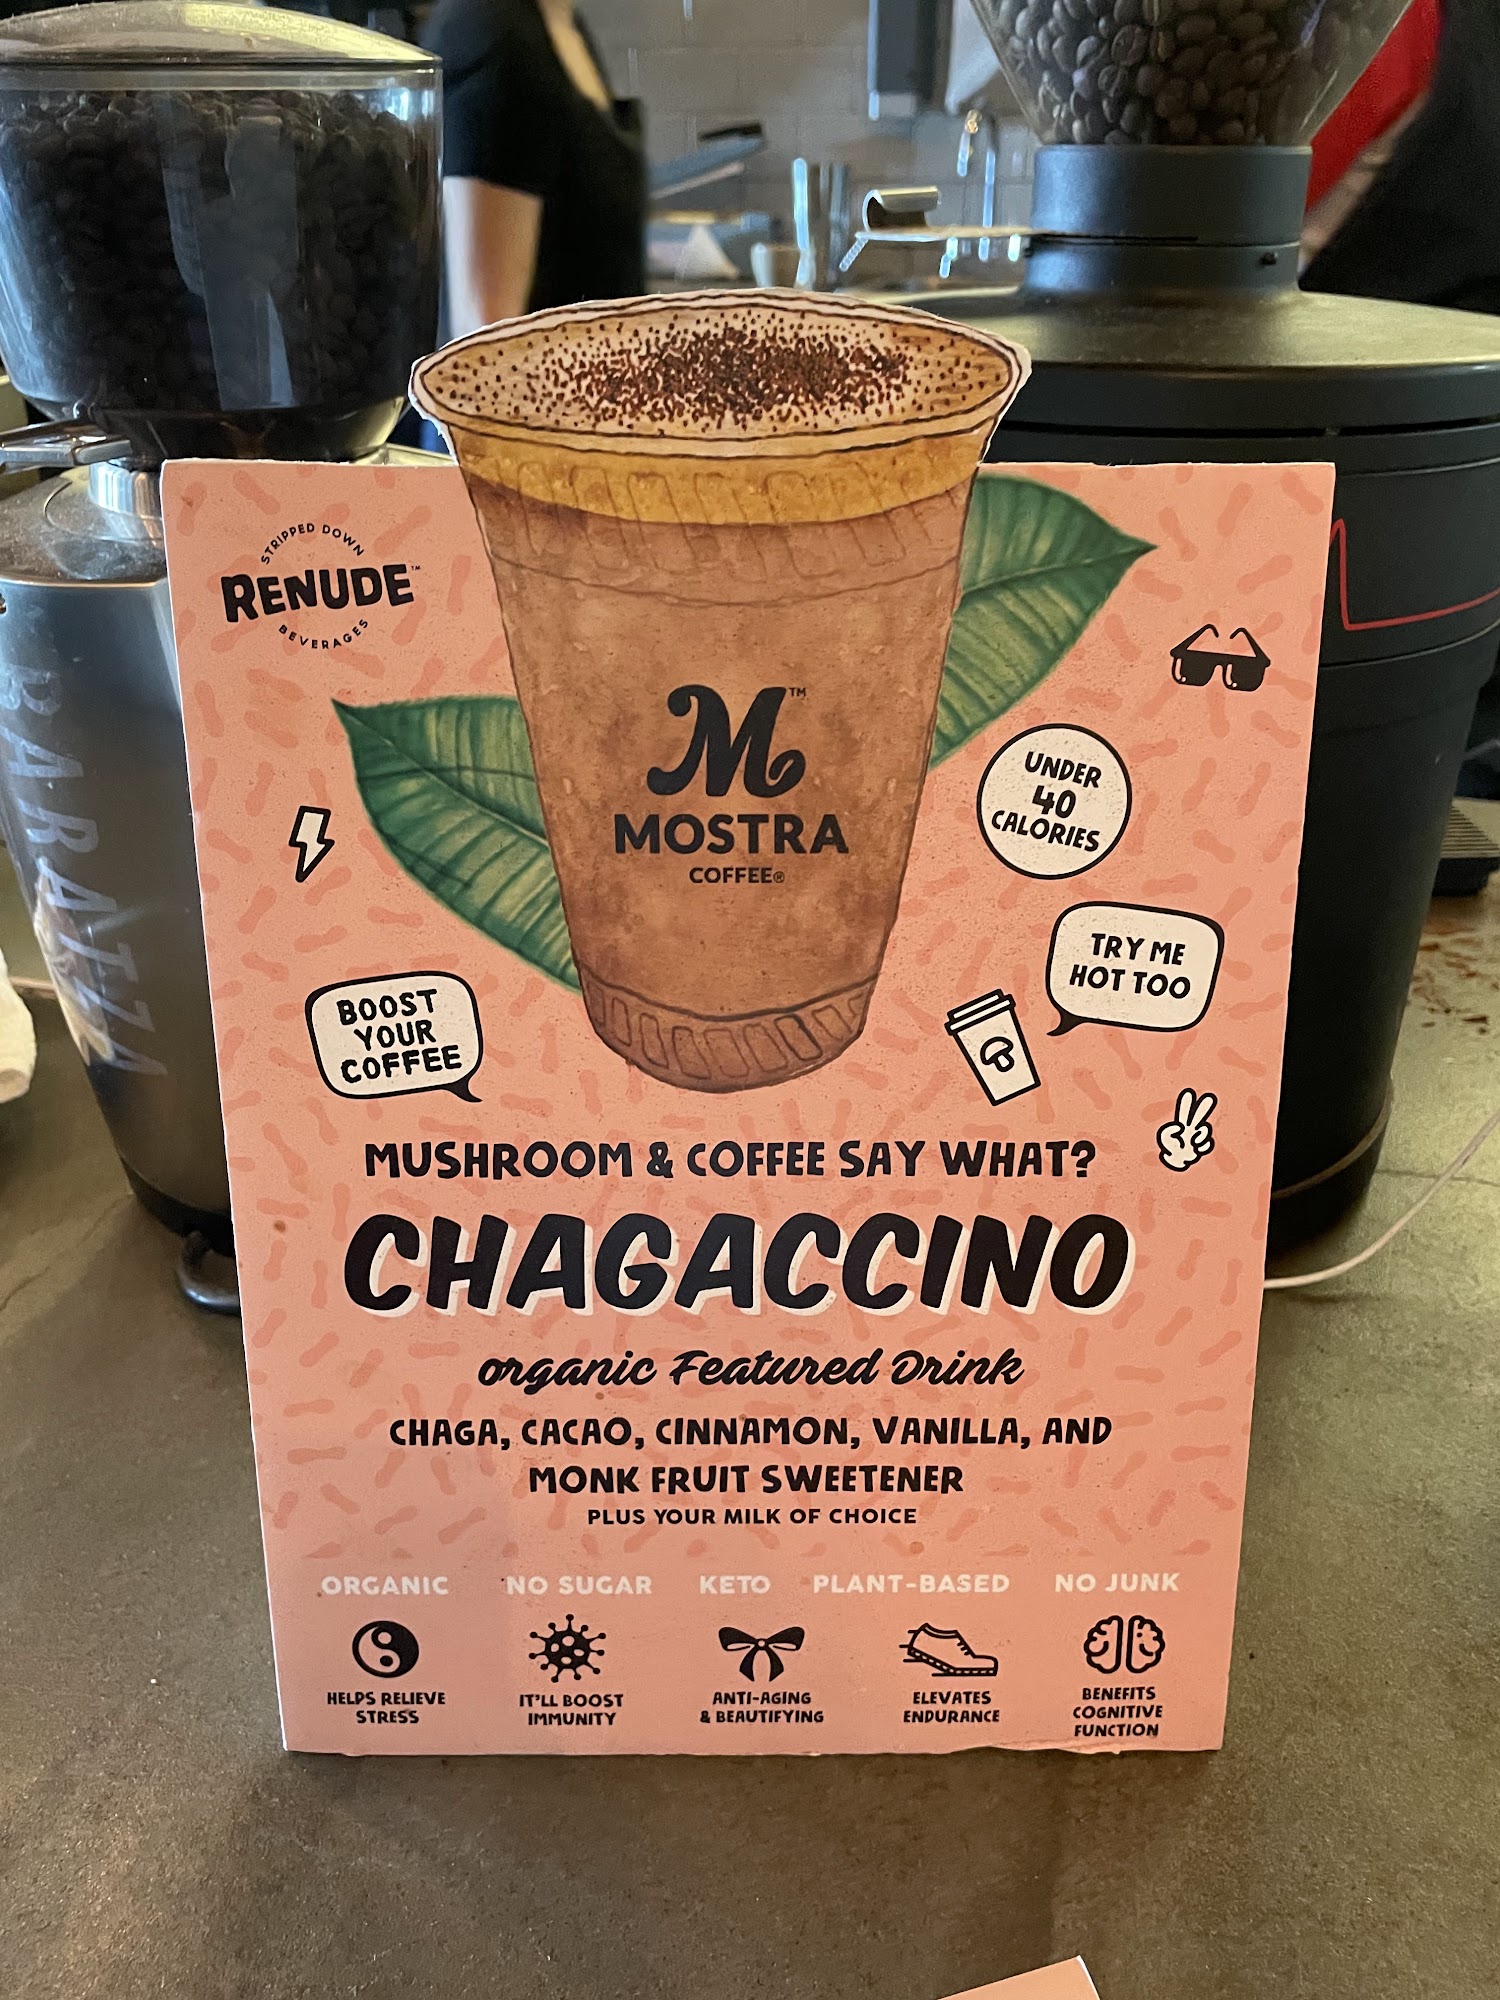 STRIPPED DOWN
RENUDE™
BEVERAGES
M™
MOSTRA
COFFEE®
UNDER
40
CALORIES
TRY ME
HOT TOO
BOOST
YOUR
COFFEE
MUSHROOM & COFFEE SAY WHAT?
CHAGACCINO
organic Featured Drink
CHAGA, CACAO, CINNAMON, VANILLA, AND
MONK FRUIT SWEETENER
PLUS YOUR MILK OF CHOICE
ORGANIC NO SUGAR KETO PLANT-BASED NO JUNK
HELPS RELIEVE
STRESS
IT'LL BOOST
IMMUNITY
ANTI-AGING
& BEAUTIFYING
ELEVATES
ENDURANCE
BENEFITS
COGNITIVE
FUNCTION
BARATZA